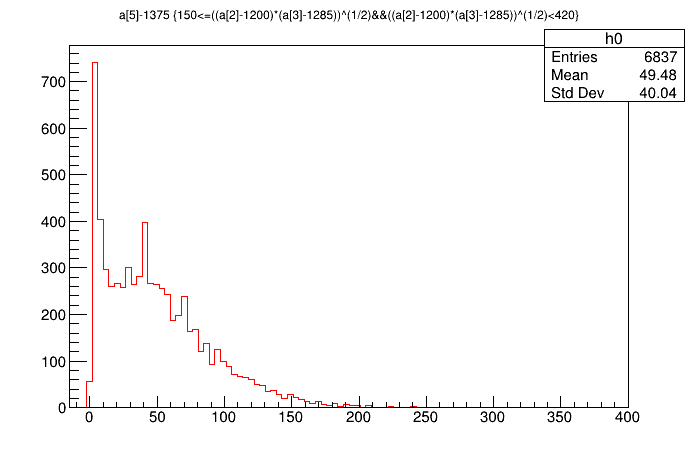 a[5]-1375 {150<=((a[2]-1200)*(a[3]-1285))^(1/2)&&((a[2]-1200)*(a[3]-1285))^(1/2)<420}
h0
Entries 6837
Mean 49.48
Std Dev 40.04
700
600
500
400
300
200
100
0
0 50 100 150 200 250 300 350 400